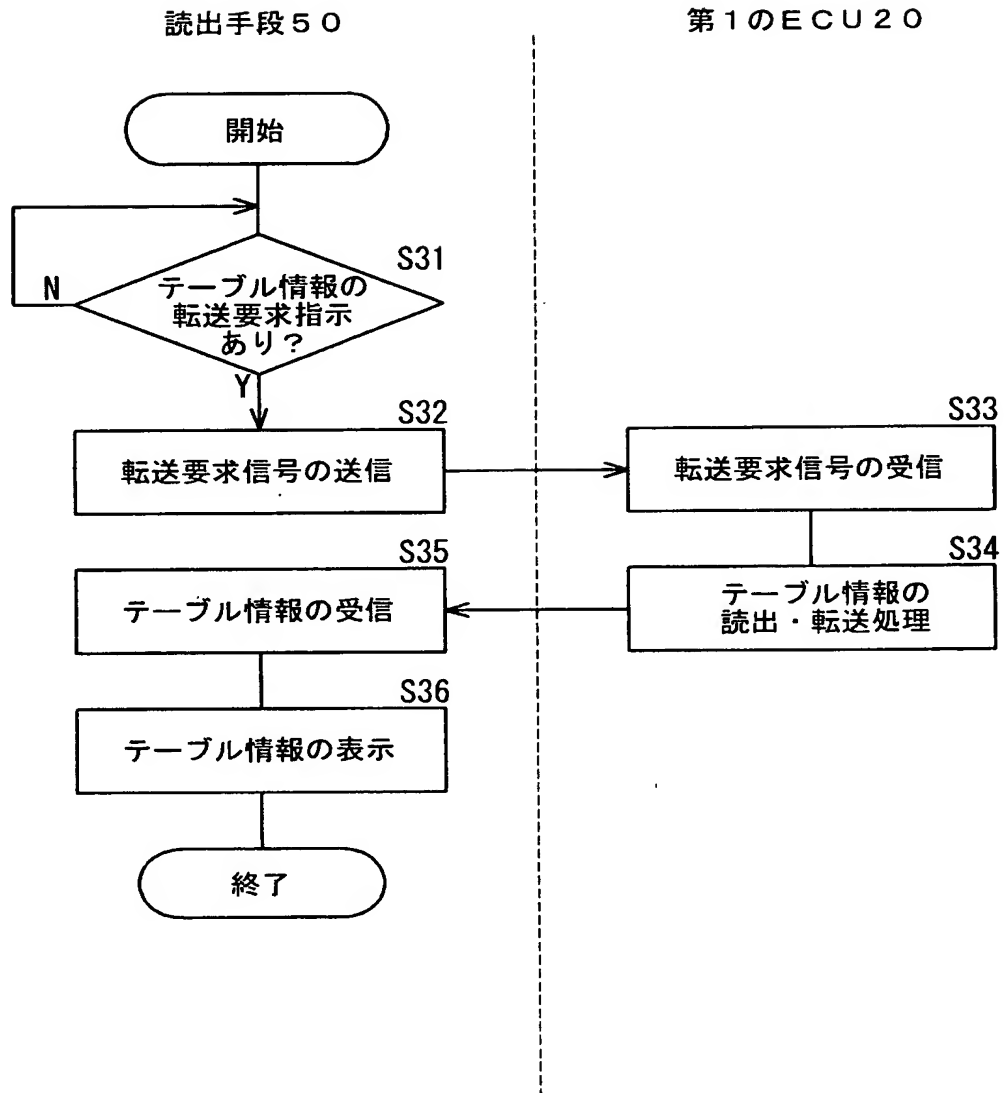 読出手段50
第1のECU20
開始
S31
N
テーブル情報の
転送要求指示
あり?
Y
S32
転送要求信号の送信
S33
転送要求信号の受信
S34
テーブル情報の
読出・転送処理
S35
テーブル情報の受信
S36
テーブル情報の表示
終了